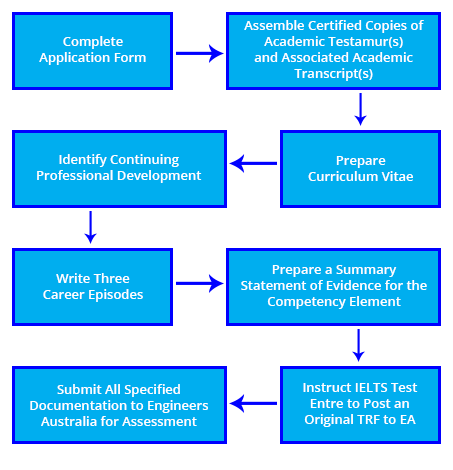 Complete
Application Form
Assemble Certified Copies of
Academic Testamur(s)
and Associated Academic
Transcript(s)
Prepare
Curriculum Vitae
Identify Continuing
Professional Development
Write Three
Career Episodes
Prepare a Summary
Statement of Evidence for the
Competency Element
Instruct IELTS Test
Entre to Post an
Original TRF to EA
Submit All Specified
Documentation to Engineers
Australia for Assessment